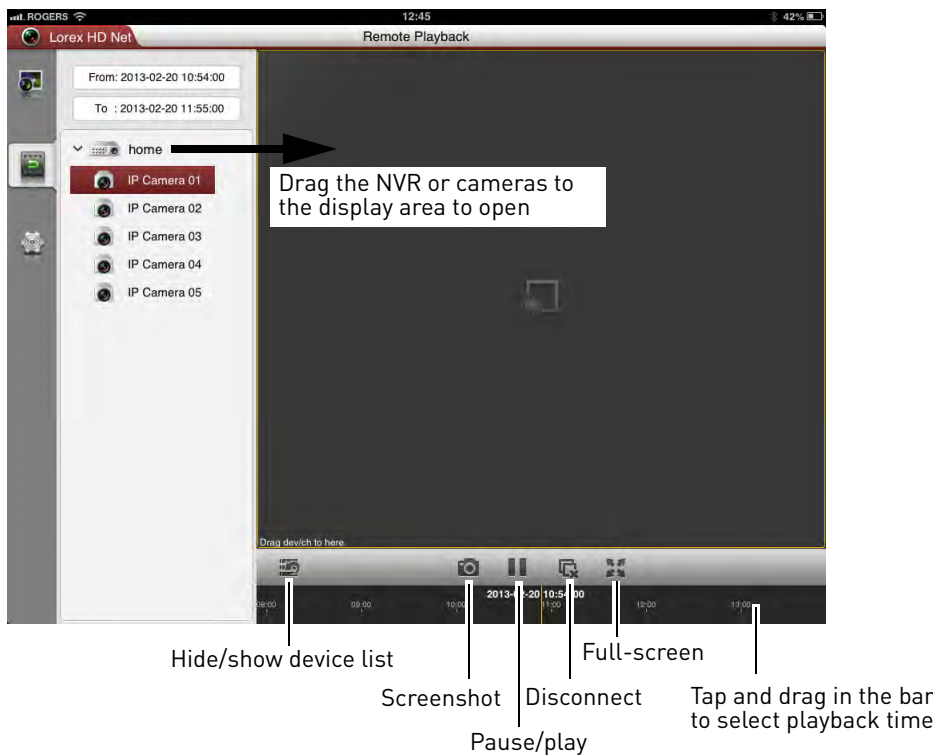 ROGERS 12:45 42%
Lorex HD Net Remote Playback
From: 2013-02-20 10:54:00
To : 2013-02-20 11:55:00
home
IP Camera 01
IP Camera 02
IP Camera 03
IP Camera 04
IP Camera 05
Drag the NVR or cameras to
the display area to open
Drag dev/ch to here.
2013-02-20 10:54:00
08:00 09:00 10:00 11:00 12:00 13:00
Hide/show device list
Full-screen
Screenshot
Disconnect
Tap and drag in the bar
to select playback time
Pause/play